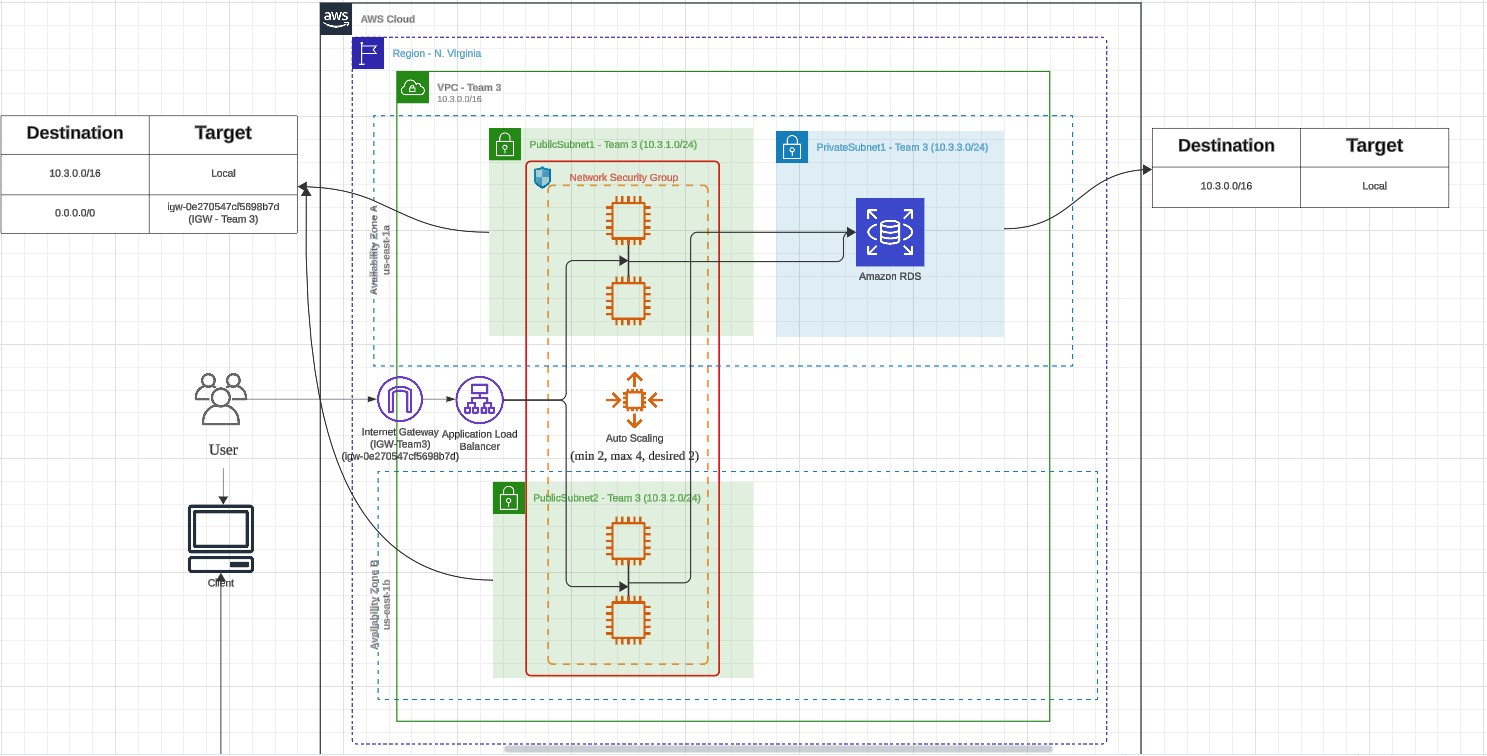 aws
AWS Cloud
Region - N. VIrginia
VPC - Team 3
10.3.0.0/16
Destination
Target
10.3.0.0/16
Local
0.0.0.0/0
igw-0e270547cf5698b7d
(IGW - Team 3)
Availability Zone A
us-east-1a
PublicSubnet1 - Team 3 (10.3.1.0/24)
Network Security Group
PrivateSubnet1 - Team 3 (10.3.3.0/24)
Amazon RDS
Destination
Target
10.3.0.0/16
Local
User
Client
Internet Gateway
(IGW-Team3)
(igw-0e270547cf5698b7d)
Application Load
Balancer
Auto Scaling
(min 2, max 4, desired 2)
Availability Zone B
us-east-1b
PublicSubnet2 - Team 3 (10.3.2.0/24)